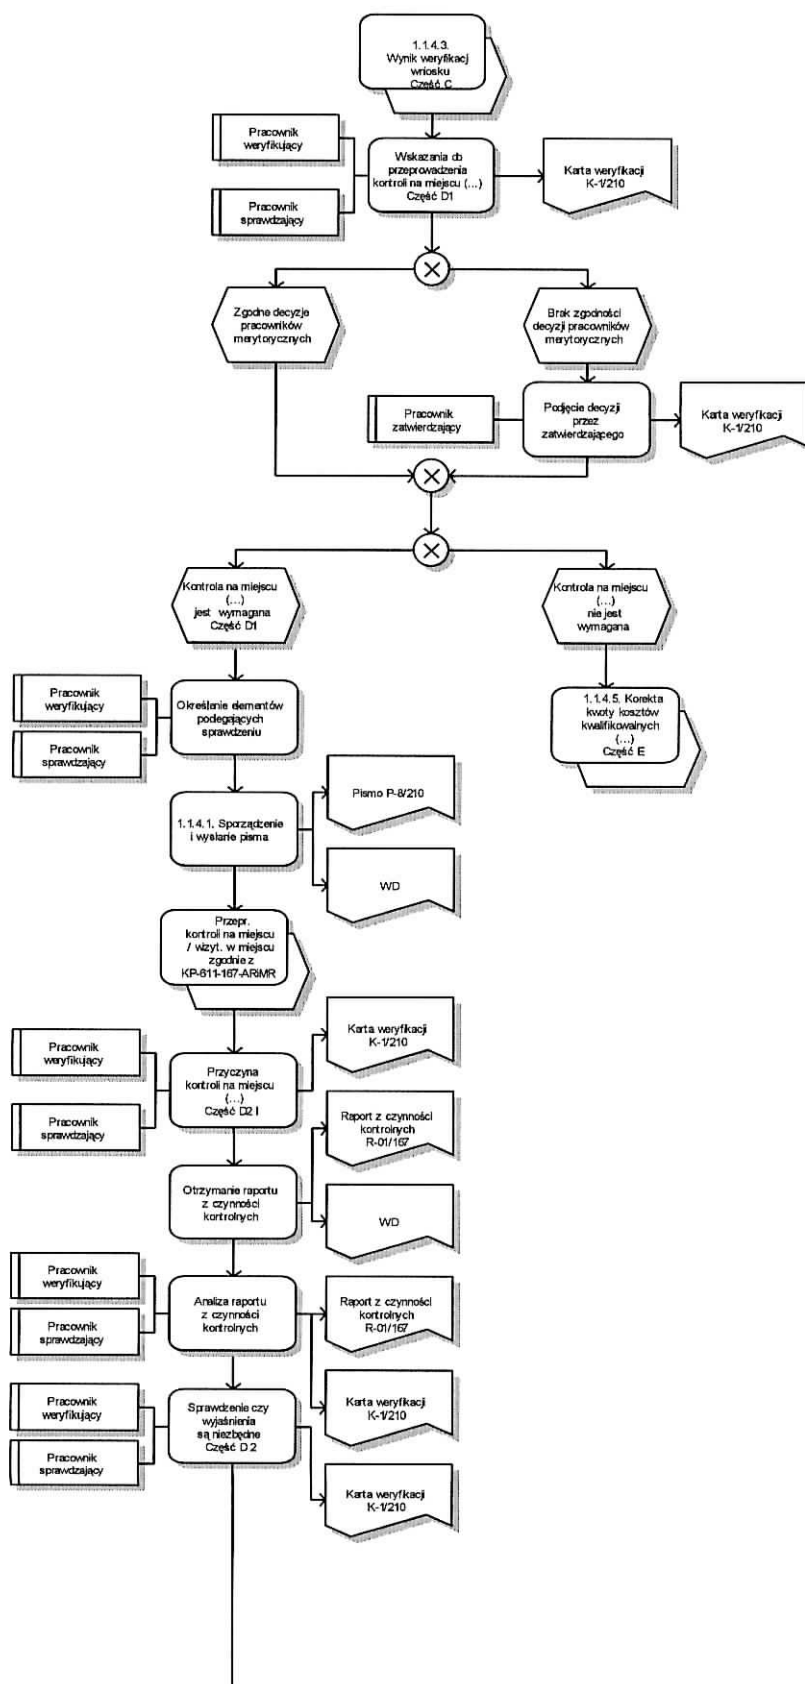 1.1.4.3.
Wynik weryfikacj
wniosku
Część C
Pracownik
weryfikujący
Pracownik
sprawdzający
Wskazania do
przeprowadzenia
kontroli na miejscu (...)
Część D1
Karta weryfikacji
K-1/210
Zgodne decyzje
pracowników
merytorycznych
Brak zgodności
decyzji pracowników
merytorycznych
Pracownik
zatwierdzający
Podjęcie decyzji
przez
zatwierdzającego
Karta weryfikacji
K-1/210
Kontrola na miejscu
(...)
jest wymagana
Część D1
Kontrola na miejscu
(...)
nie jest
wymagana
Pracownik
weryfikujący
Pracownik
sprawdzający
Określanie elementów
podegających
sprawdzeniu
1.1.4.5. Korekta
kwoty kosztów
kwalifikowalnych
(...)
Część E
1.1.4.1. Sporządzenie
i wysłanie pisma
Pismo P-8/210
WD
Przepr.
kontroli na miejscu
/ wizyt. w miejscu
zgodnie z
KP-611-167-ARiMR
Pracownik
weryfikujący
Pracownik
sprawdzający
Przyczyna
kontroli na miejscu
(...)
Część D2 I
Karta weryfikacji
K-1/210
Raport z czynności
kontrolnych
R-01/167
Otrzymanie raportu
z czynności
kontrolnych
WD
Pracownik
weryfikujący
Pracownik
sprawdzający
Analiza raportu
z czynności
kontrolnych
Raport z czynności
kontrolnych
R-01/167
Karta weryfikacji
K-1/210
Pracownik
weryfikujący
Pracownik
sprawdzający
Sprawdzenie czy
wyjaśnienia
są niezbędne
Część D 2
Karta weryfikacji
K-1/210